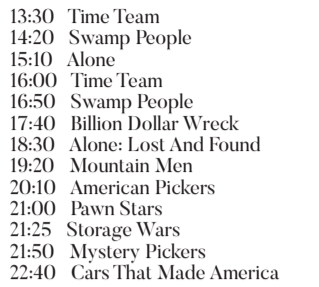 13:30 Time Team
14:20 Swamp People
15:10 Alone
16:00 Time Team
16:50 Swamp People
17:40 Billion Dollar Wreck
18:30 Alone: Lost And Found
19:20 Mountain Men
20:10 American Pickers
21:00 Pawn Stars
21:25 Storage Wars
21:50 Mystery Pickers
22:40 Cars That Made America